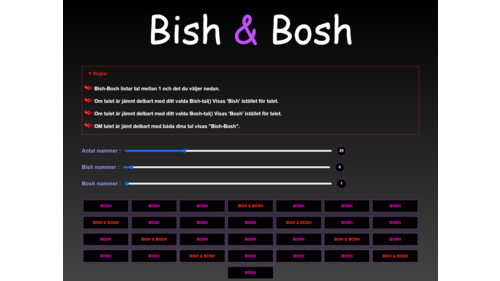 Bish & Bosh
▼ Regler
Bish-Bosh listar tal mellan 1 och det du väljer nedan.
Om talet är jämnt delbart med ditt valda Bish-tal() Visas 'Bish' istället för talet.
Om talet är jämnt delbart med ditt valda Bosh-tal() Visas 'Bosh' istället för talet.
OM talet är jämnt delbart med båda dina tal visas "Bish-Bosh".
Antal nummer : 29
Bish nummer : 4
Bosh nummer : 1
BOSH BOSH BOSH BISH & BOSH BOSH BOSH BOSH
BISH & BOSH BOSH BOSH BOSH BISH & BOSH BOSH BOSH
BOSH BISH & BOSH BOSH BOSH BOSH BISH & BOSH BOSH
BOSH BOSH BISH & BOSH BOSH BOSH BOSH BISH & BOSH
BOSH